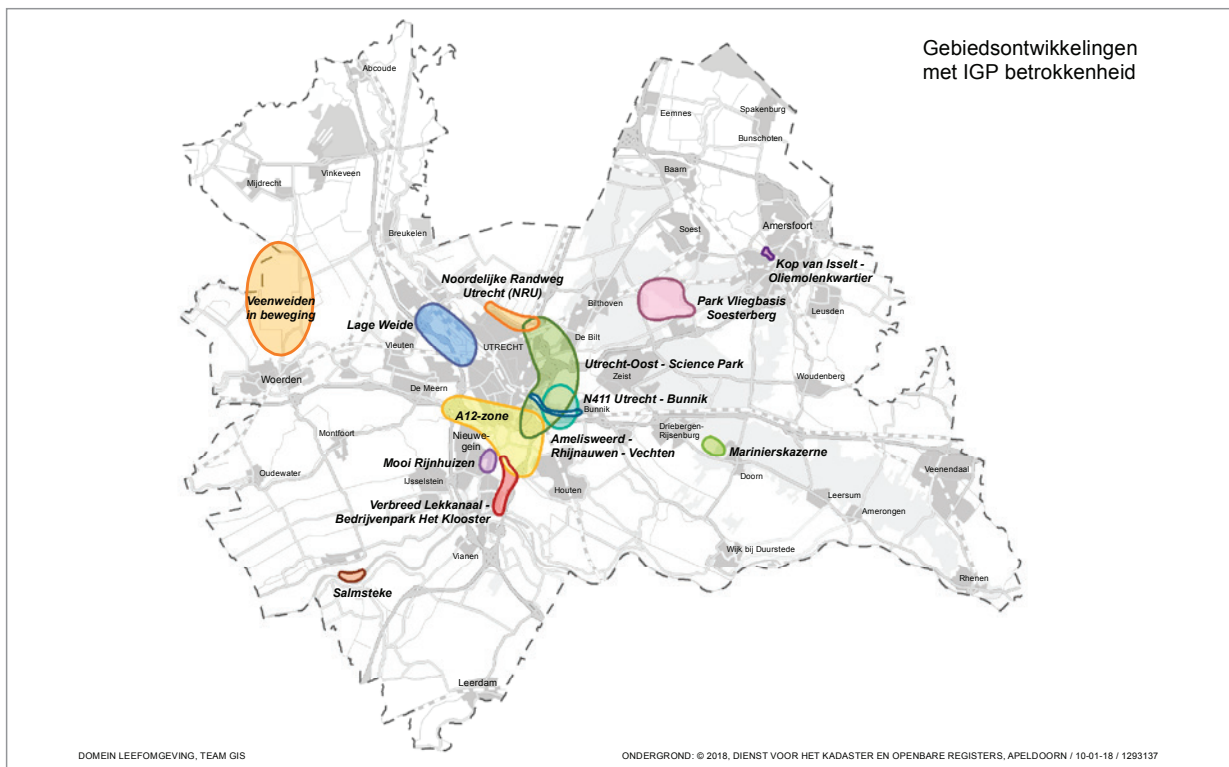 Gebiedsontwikkelingen
met IGP betrokkenheid
Abcoude
Eemnes
Spakenburg
Bunschoten
Vinkeveen
Mijdrecht
Baarn
Breukelen
Soest
Amersfoort
Kop van Isselt -
Oliemolenkwartier
Noordelijke Randweg
Utrecht (NRU)
Veenweiden
in beweging
Bilthoven
Park Vliegbasis
Soesterberg
Leusden
Lage Weide
De Bilt
Vleuten
UTRECHT
Utrecht-Oost - Science Park
Zeist
Woerden
Woudenberg
De Meern
N411 Utrecht - Bunnik
Bunnik
A12-zone
Driebergen-
Rijsenburg
Montfoort
Nieuwe-
gein
Amelisweerd -
Rhijnauwen - Vechten
Marinierskazerne
Mooi Rijnhuizen
Oudewater
IJsselstein
Doorn
Veenendaal
Houten
Leersum
Verbreed Lekkanaal -
Bedrijvenpark Het Klooster
Amerongen
Vianen
Wijk bij Duurstede
Rhenen
Salmsteke
Leerdam
DOMEIN LEEFOMGEVING, TEAM GIS
ONDERGROND: © 2018, DIENST VOOR HET KADASTER EN OPENBARE REGISTERS, APELDOORN / 10-01-18 / 1293137